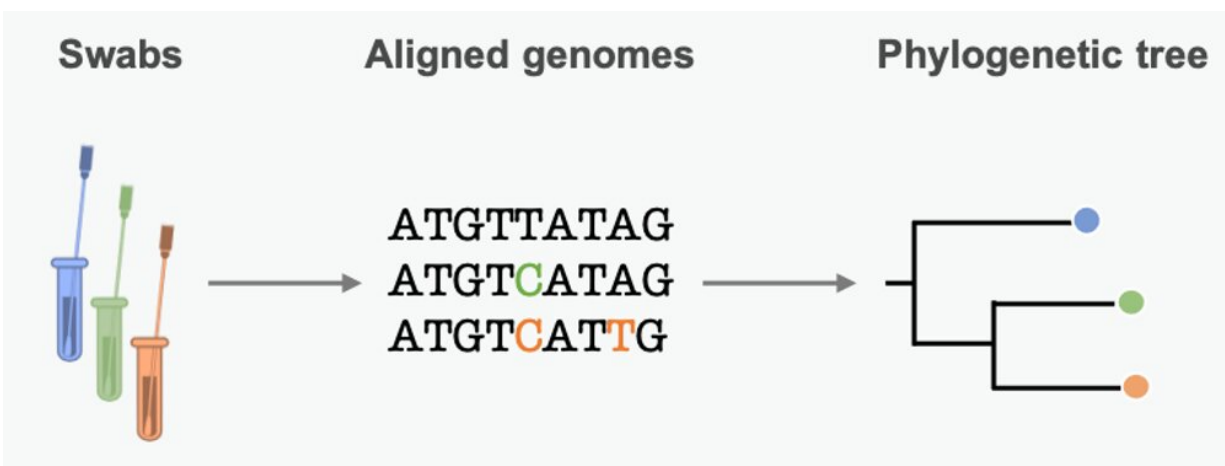 Swabs
Aligned genomes
Phylogenetic tree
ATGTTATAG
ATGTCATAG
ATGTCATTG